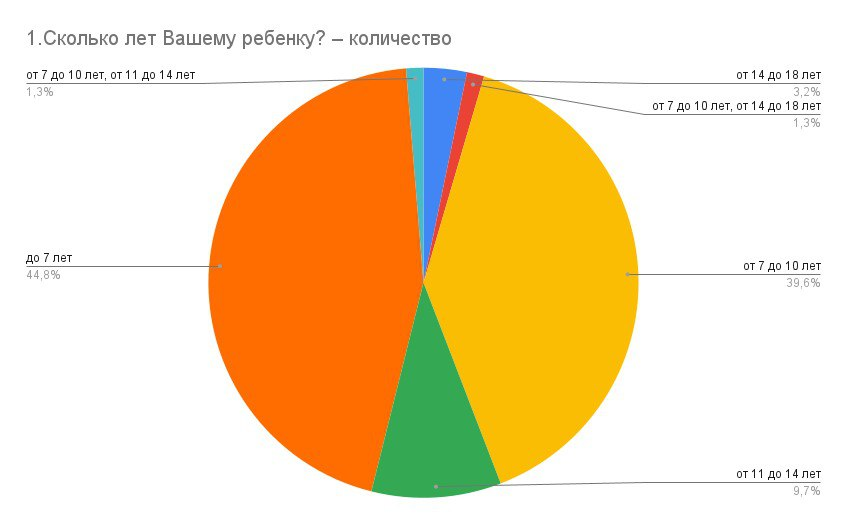 1.Сколько лет Вашему ребенку? – количество
от 7 до 10 лет, от 11 до 14 лет
1,3%
от 14 до 18 лет
3,2%
от 7 до 10 лет, от 14 до 18 лет
1,3%
до 7 лет
44,8%
от 7 до 10 лет
39,6%
от 11 до 14 лет
9,7%